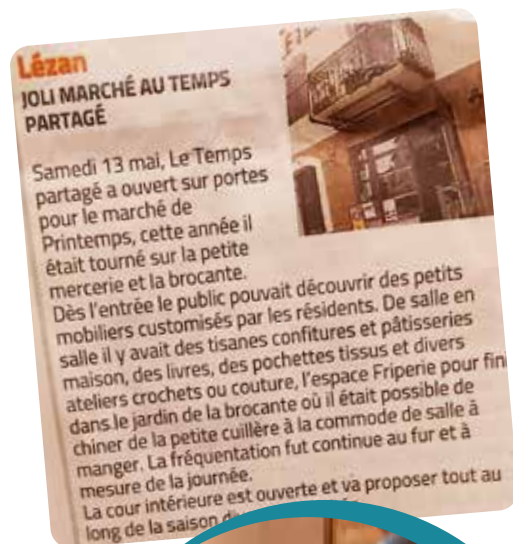 Lézan
JOLI MARCHÉ AU TEMPS
PARTAGÉ
Samedi 13 mai, Le Temps
partagé a ouvert sur portes
pour le marché de
Printemps, cette année il
était tourné sur la petite
mercerie et la brocante.
Dès l'entrée le public pouvait découvrir des petits
mobiliers customisés par les résidents. De salle en
salle il y avait des tisanes confitures et pâtisseries
maison, des livres, des pochettes tissus et divers
ateliers crochets ou couture, l'espace Friperie pour fini
dans le jardin de la brocante où il était possible de
chiner de la petite cuillère à la commode de salle à
manger. La fréquentation fut continue au fur et à
mesure de la journée.
La cour intérieure est ouverte et va proposer tout au
long de la saison